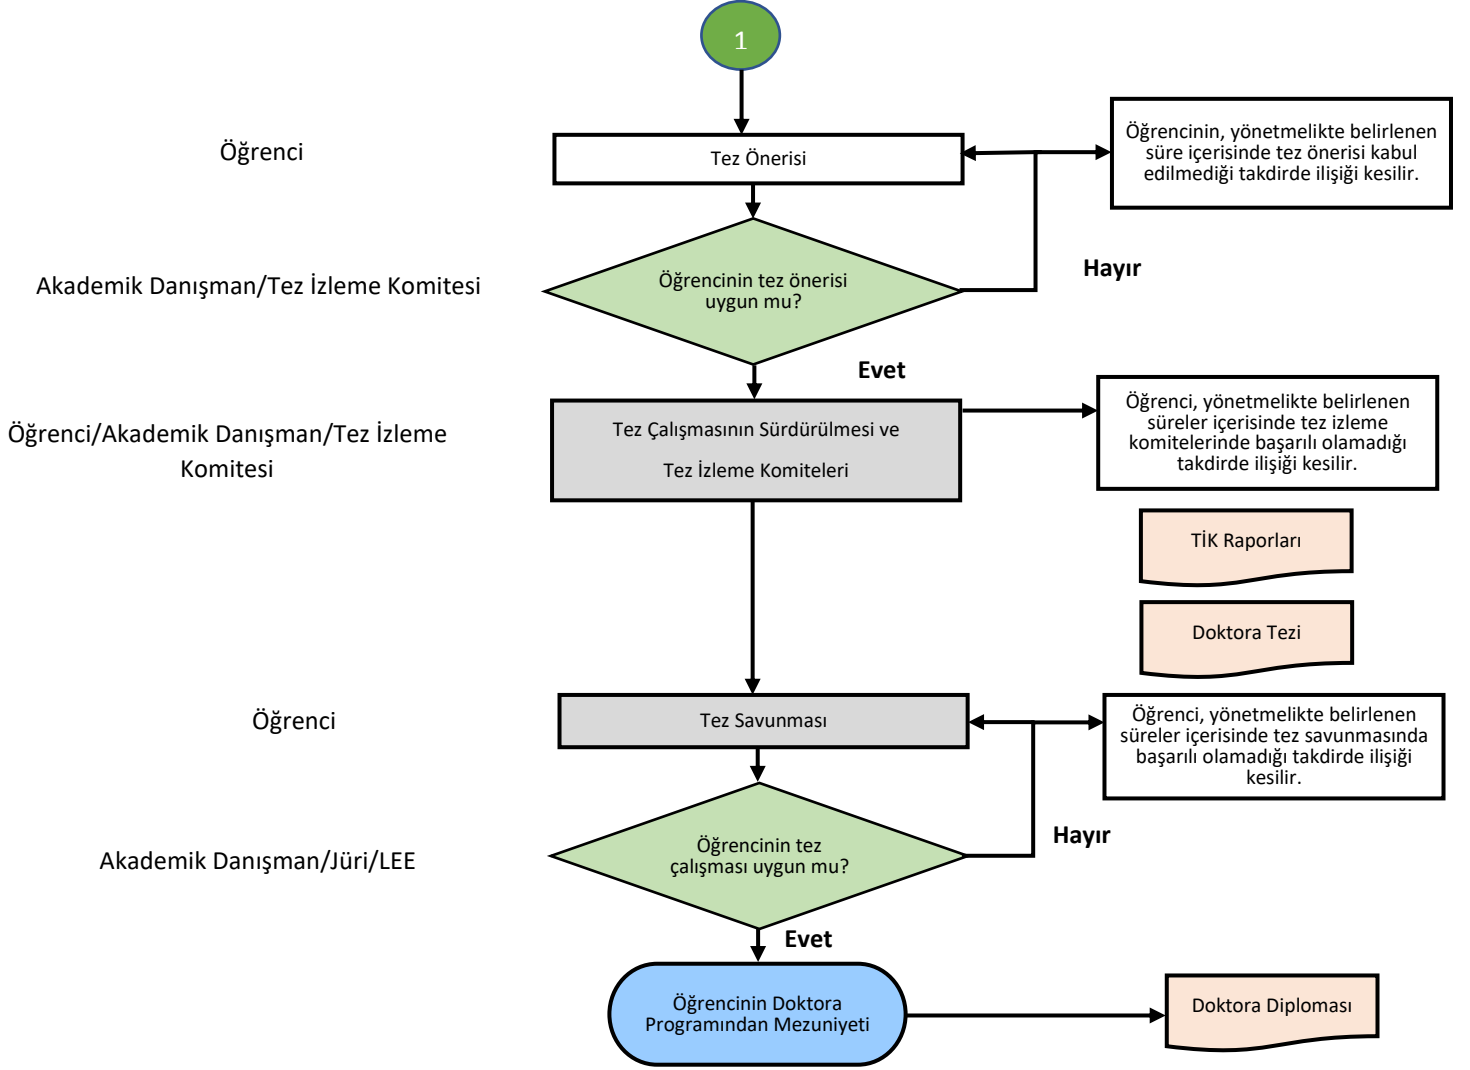 1
Öğrenci
Tez Önerisi
Öğrencinin, yönetmelikte belirlenen
süre içerisinde tez önerisi kabul
edilmediği takdirde ilişiği kesilir.
Akademik Danışman/Tez İzleme Komitesi
Öğrencinin tez önerisi
uygun mu?
Hayır
Evet
Öğrenci/Akademik Danışman/Tez İzleme
Komitesi
Tez Çalışmasının Sürdürülmesi ve
Tez İzleme Komiteleri
Öğrenci, yönetmelikte belirlenen
süreler içerisinde tez izleme
komitelerinde başarılı olamadığı
takdirde ilişiği kesilir.
TİK Raporları
Doktora Tezi
Öğrenci
Tez Savunması
Öğrenci, yönetmelikte belirlenen
süreler içerisinde tez savunmasında
başarılı olamadığı takdirde ilişiği
kesilir.
Akademik Danışman/Jüri/LEE
Öğrencinin tez
çalışması uygun mu?
Hayır
Evet
Öğrencinin Doktora
Programından Mezuniyeti
Doktora Diploması